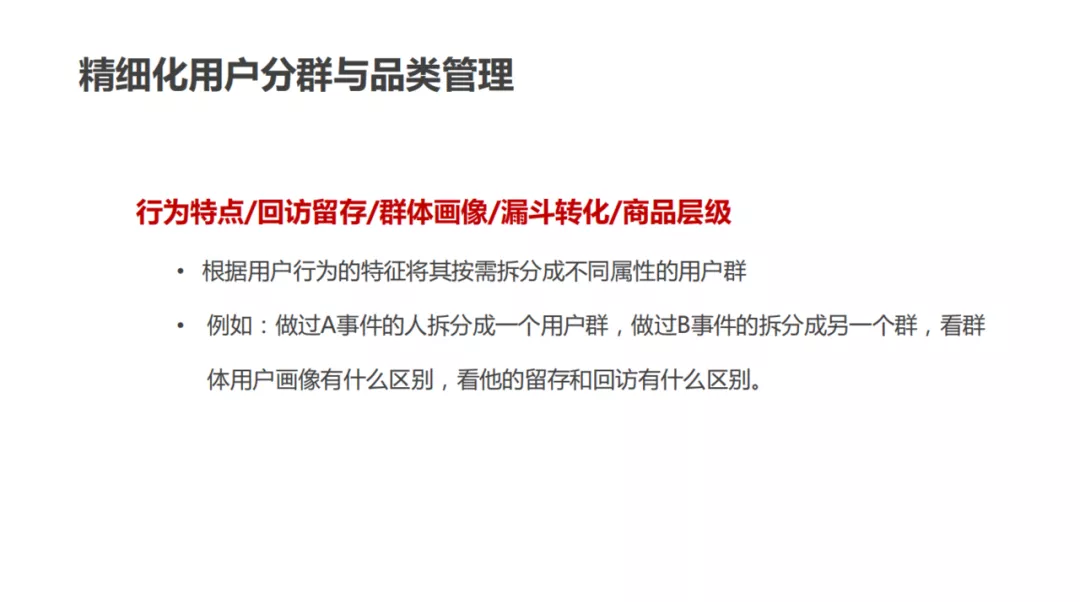 精细化用户分群与品类管理
行为特点/回访留存/群体画像/漏斗转化/商品层级
• 根据用户行为的特征将其按需拆分成不同属性的用户群
• 例如：做过A事件的人拆分成一个用户群，做过B事件的拆分成另一个群，看群
体用户画像有什么区别，看他的留存和回访有什么区别。